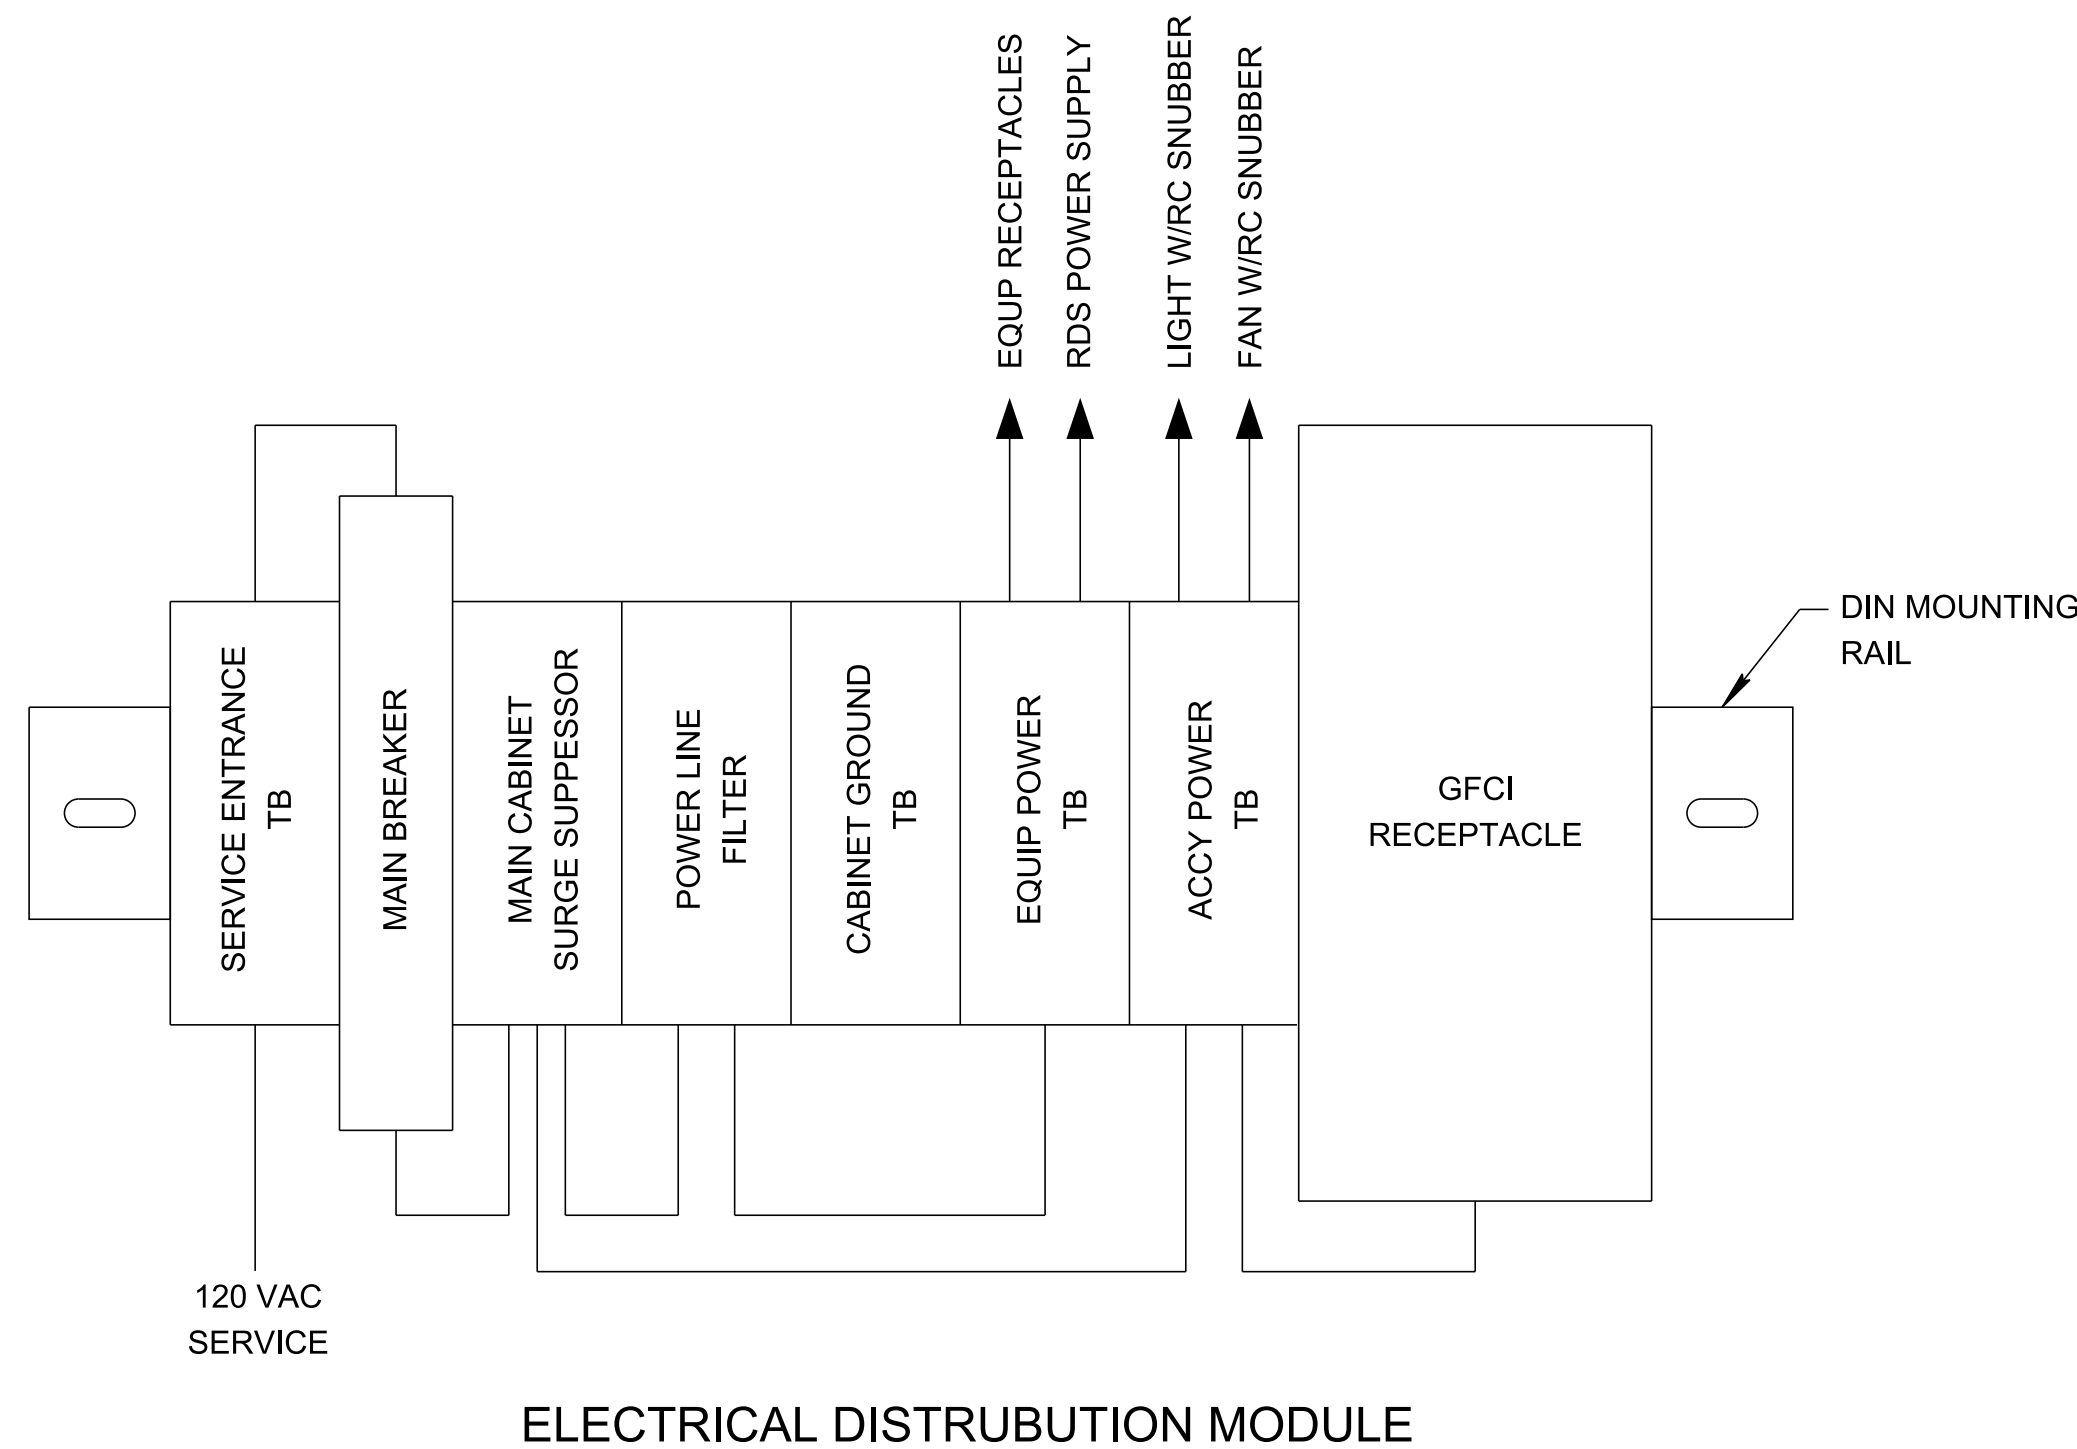 EQUP RECEPTACLES
RDS POWER SUPPLY
LIGHT W/RC SNUBBER
FAN W/RC SNUBBER
DIN MOUNTING
RAIL
SERVICE ENTRANCE
TB
MAIN BREAKER
MAIN CABINET
SURGE SUPPESSOR
POWER LINE
FILTER
CABINET GROUND
TB
EQUIP POWER
TB
ACCY POWER
TB
GFCI
RECEPTACLE
120 VAC
SERVICE
ELECTRICAL DISTRUBUTION MODULE